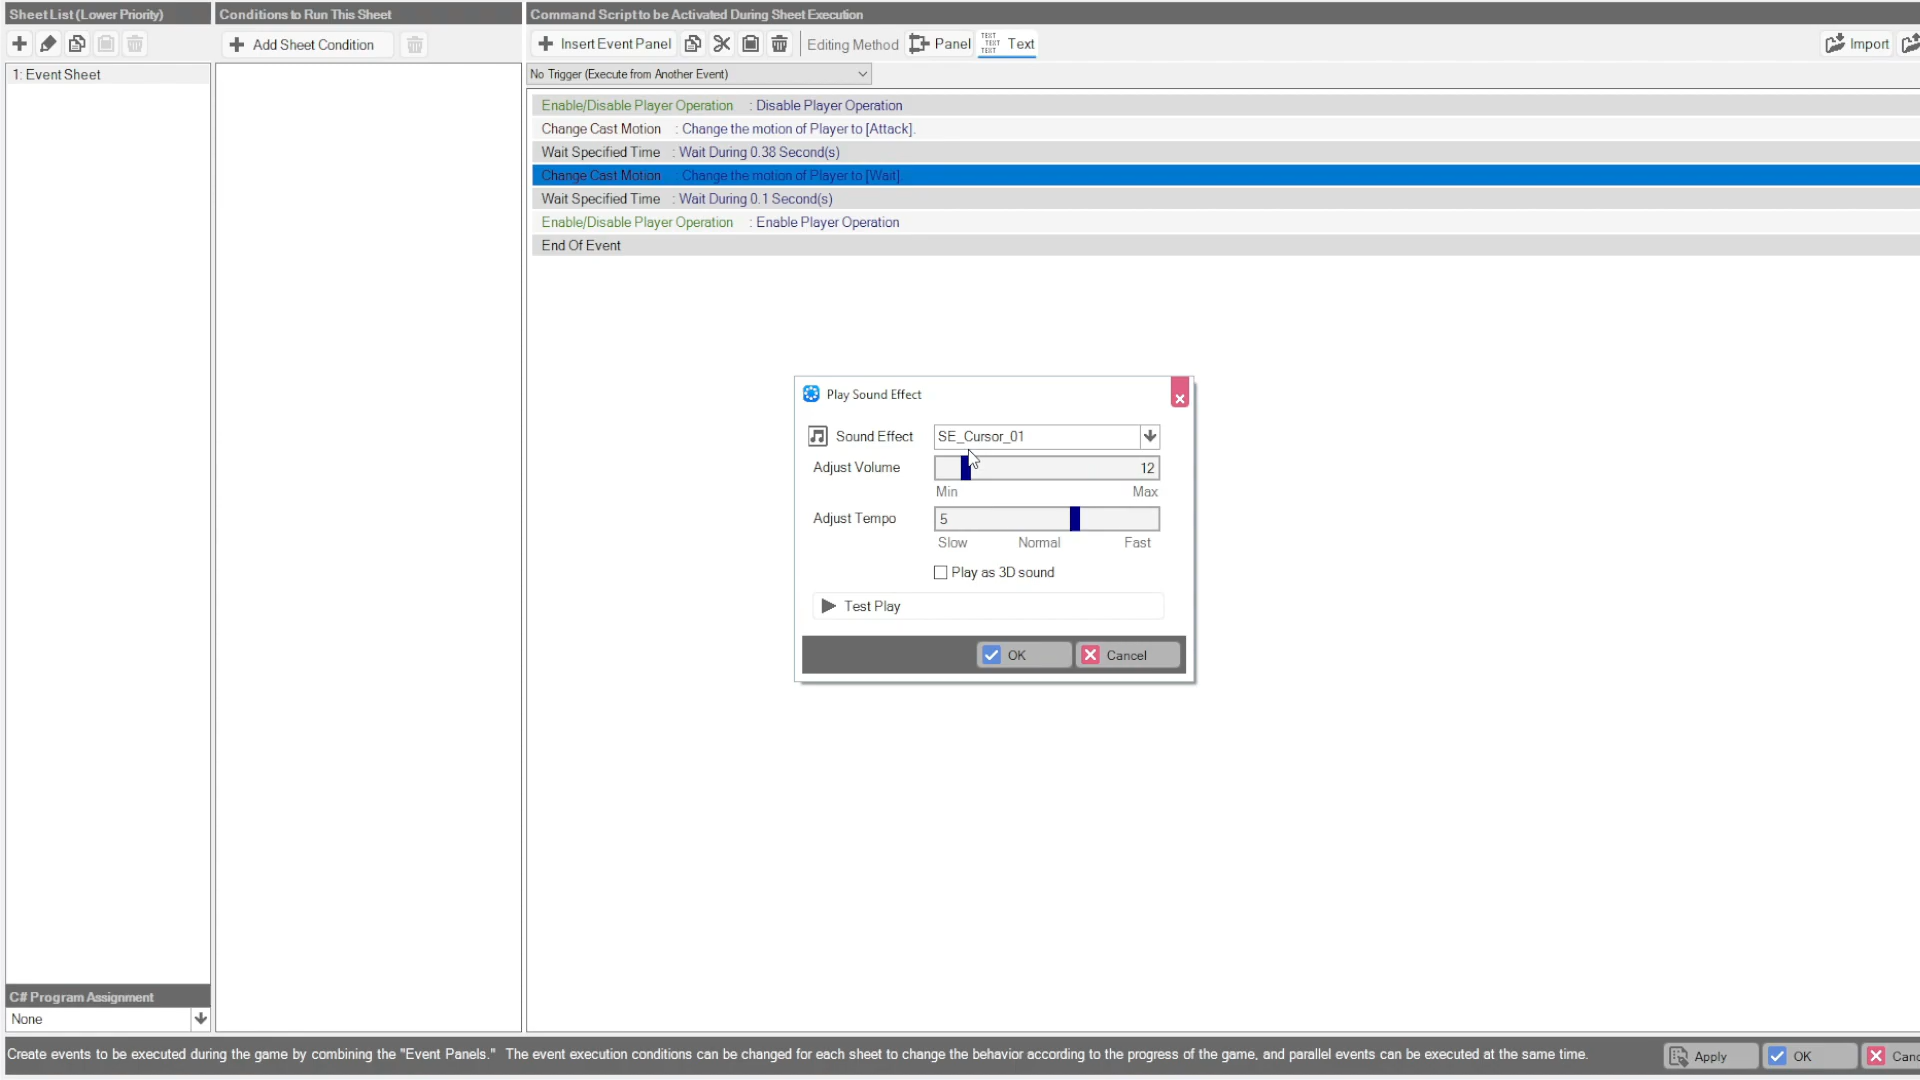 Sheet List (Lower Priority)
Conditions to Run This Sheet
Command Script to be Activated During Sheet Execution
Add Sheet Condition
Insert Event Panel
Editing Method
Panel
TEXT
TEXT
TEXT
Text
Import
1: Event Sheet
No Trigger (Execute from Another Event)
Enable/Disable Player Operation : Disable Player Operation
Change Cast Motion : Change the motion of Player to [Attack].
Wait Specified Time : Wait During 0.38 Second(s)
Change Cast Motion : Change the motion of Player to [Wait].
Wait Specified Time : Wait During 0.1 Second(s)
Enable/Disable Player Operation : Enable Player Operation
End Of Event
Play Sound Effect
Sound Effect SE_Cursor_01
Adjust Volume 12
Min Max
Adjust Tempo 5
Slow Normal Fast
Play as 3D sound
Test Play
OK Cancel
C# Program Assignment
None
Create events to be executed during the game by combining the "Event Panels." The event execution conditions can be changed for each sheet to change the behavior according to the progress of the game, and parallel events can be executed at the same time.
Apply
OK
Canc